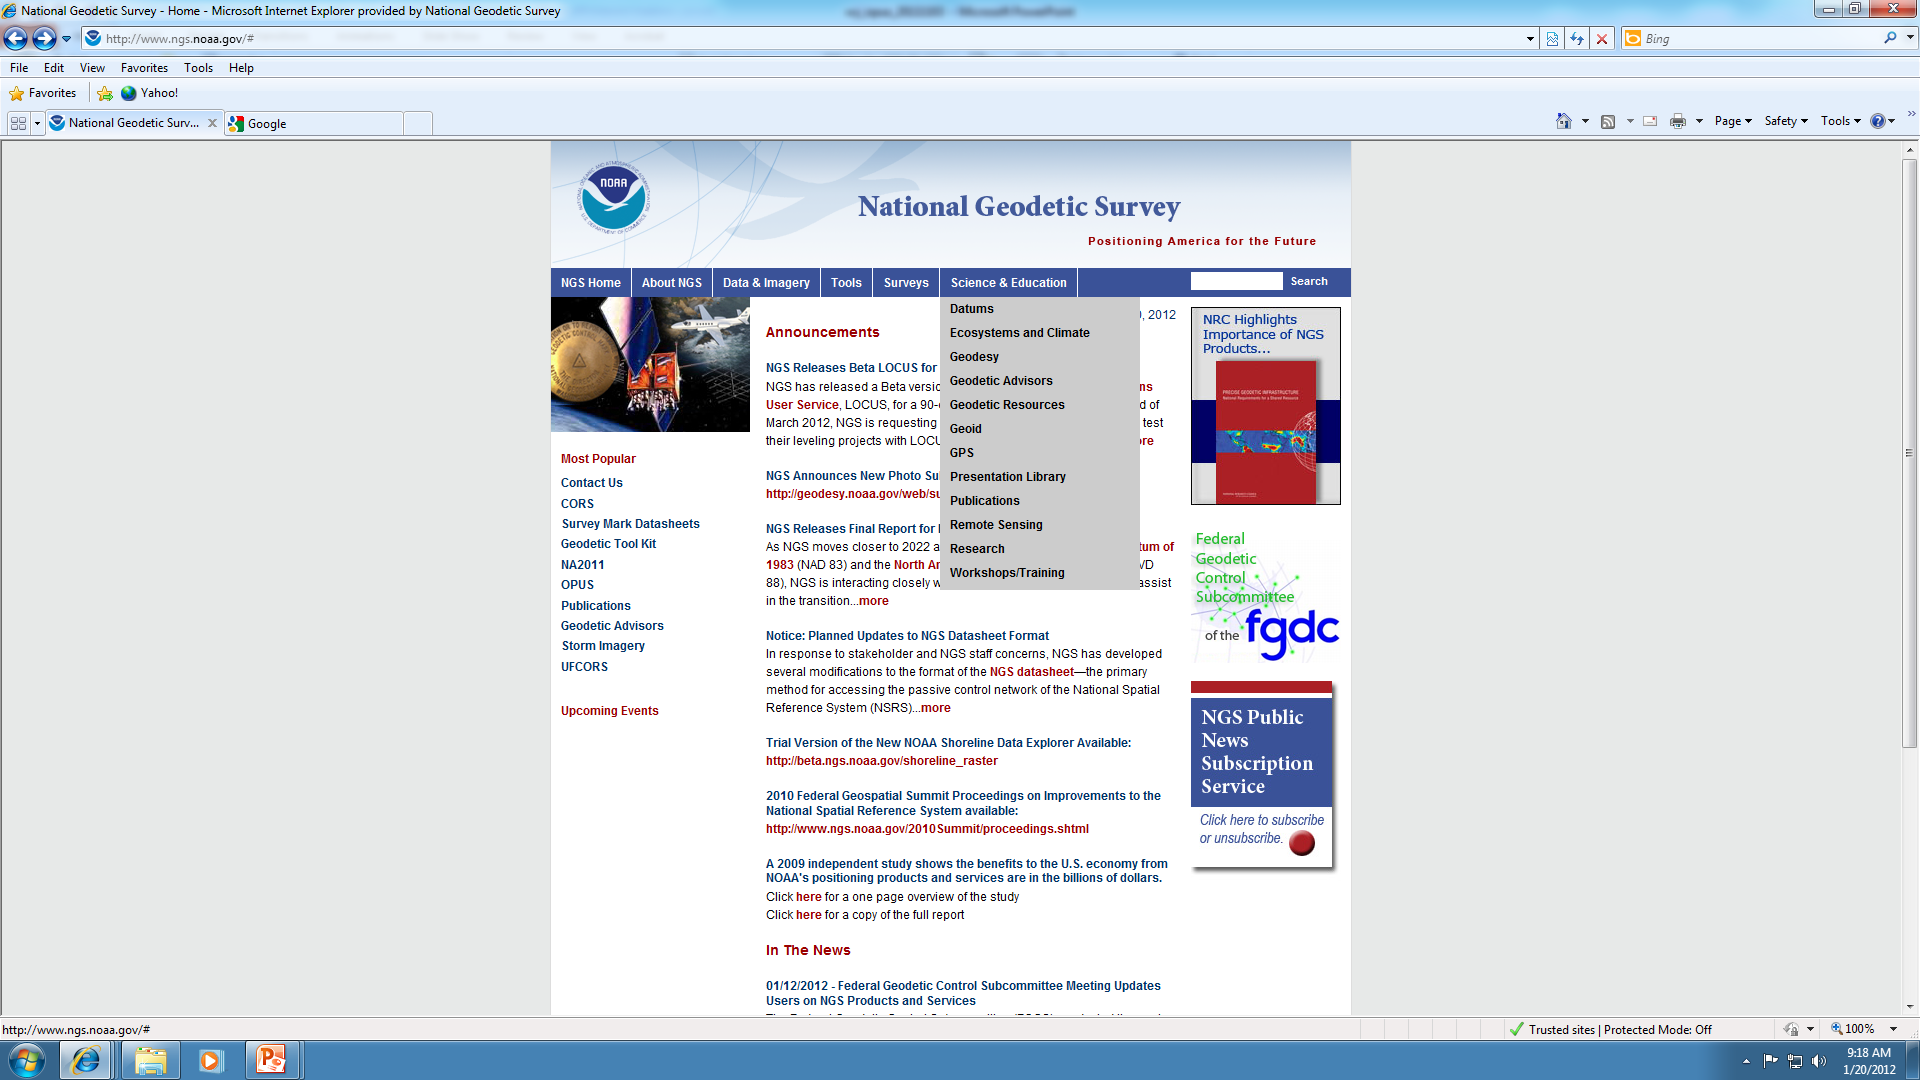 National Geodetic Survey - Home - Microsoft Internet Explorer provided by National Geodetic Survey
http://www.ngs.noaa.gov/#
Bing
File Edit View Favorites Tools Help
Favorites Yahoo!
National Geodetic Surv... Google
Page Safety Tools
NOAA
National Geodetic Survey
Positioning America for the Future
NGS Home About NGS Data & Imagery Tools Surveys Science & Education Search
Datums
Ecosystems and Climate
Geodesy
Geodetic Advisors
Geodetic Resources
Geoid
GPS
Presentation Library
Publications
Remote Sensing
Research
Workshops/Training
Most Popular
Contact Us
CORS
Survey Mark Datasheets
Geodetic Tool Kit
NA2011
OPUS
Publications
Geodetic Advisors
Storm Imagery
UFCORS
Upcoming Events
, 2012
Announcements
NGS Releases Beta LOCUS for
NGS has released a Beta
User Service, LOCUS, for a d of
March 2012, NGS is requesting test
their leveling projects with
NGS Announces New Photo
http://geodesy.noaa.gov/web/
NGS Releases Final Report for
As NGS moves closer to 2022 of
1983 (NAD 83) and the North
88), NGS is interacting closely assist
in the transition...more
Notice: Planned Updates to NGS Datasheet Format
In response to stakeholder and NGS staff concerns, NGS has developed
several modifications to the format of the NGS datasheet—the primary
method for accessing the passive control network of the National Spatial
Reference System (NSRS)...more
Trial Version of the New NOAA Shoreline Data Explorer Available:
http://beta.ngs.noaa.gov/shoreline_raster
2010 Federal Geospatial Summit Proceedings on Improvements to the
National Spatial Reference System available:
http://www.ngs.noaa.gov/2010Summit/proceedings.shtml
A 2009 independent study shows the benefits to the U.S. economy from
NOAA's positioning products and services are in the billions of dollars.
Click here for a one page overview of the study
Click here for a copy of the full report
In The News
01/12/2012 - Federal Geodetic Control Subcommittee Meeting Updates
Users on NGS Products and Services
NRC Highlights
Importance of NGS
Products...
PRECISE GEODETIC INFRASTRUCTURE
National Requirements for a Shared Resource
Federal
Geodetic
Control
Subcommittee
of the fgdc
NGS Public
News
Subscription
Service
Click here to subscribe
or unsubscribe.
http://www.ngs.noaa.gov/#
Trusted sites | Protected Mode: Off
100%
9:18 AM
1/20/2012